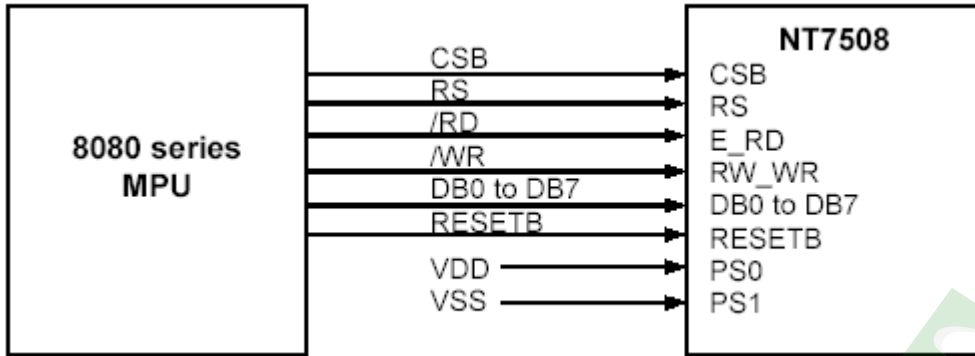 8080 series
MPU
CSB
RS
/RD
/WR
DB0 to DB7
RESETB
VDD
VSS
NT7508
CSB
RS
E_RD
RW_WR
DB0 to DB7
RESETB
PS0
PS1